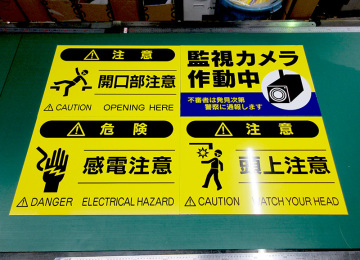 注意
開口部注意
CAUTION OPENING HERE
監視カメラ
作動中
不審者は発見次第
警察に通報します
危険
感電注意
DANGER ELECTRICAL HAZARD
注意
頭上注意
CAUTION WATCH YOUR HEAD